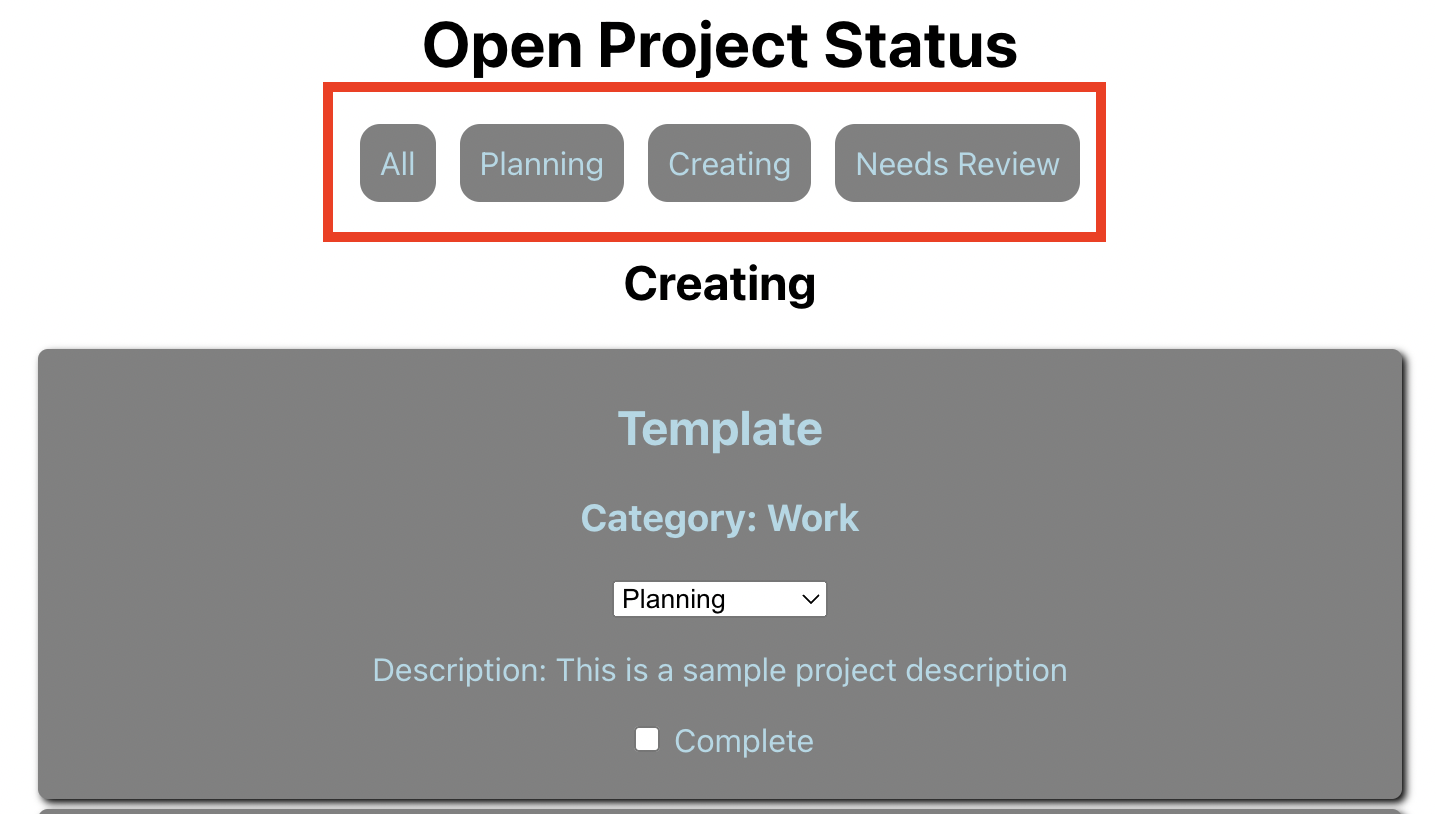 Open Project Status
All Planning Creating Needs Review
Creating
Template
Category: Work
Planning
Description: This is a sample project description
Complete